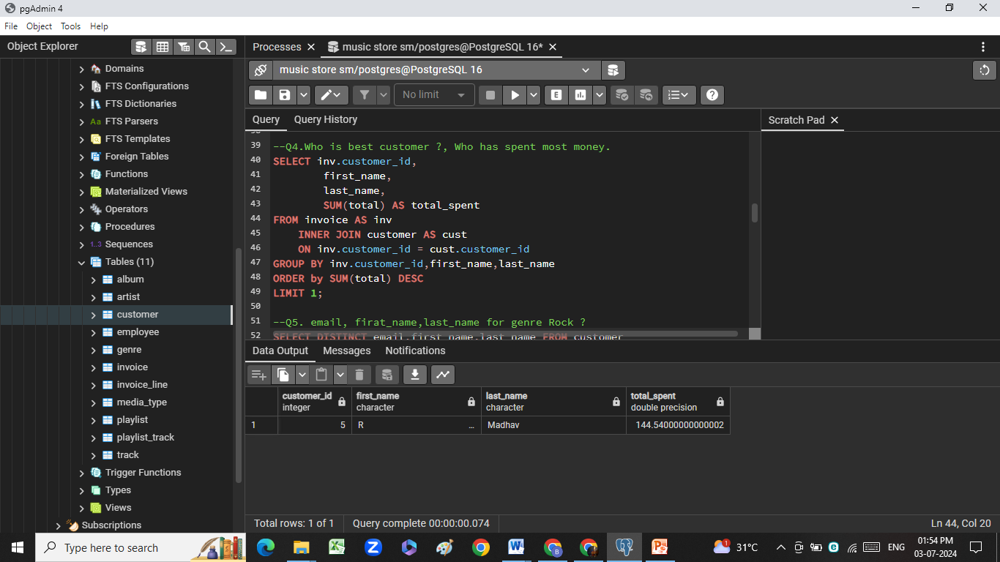 pgAdmin 4
File Object Tools Help
Object Explorer
Processes
music store sm/postgres@PostgreSQL 16*
music store sm/postgres@PostgreSQL 16
No limit
E
Query Query History
Scratch Pad
Domains
FTS Configurations
FTS Dictionaries
Aa FTS Parsers
FTS Templates
Foreign Tables
Functions
Materialized Views
Operators
Procedures
1..3 Sequences
Tables (11)
album
artist
customer
employee
genre
invoice
invoice_line
media_type
playlist
playlist_track
track
Trigger Functions
Types
Views
Subscriptions
39 --Q4.Who is best customer ?, Who has spent most money.
40 SELECT inv.customer_id,
41 first_name,
42 last_name,
43 SUM(total) AS total_spent
44 FROM invoice AS inv
45 INNER JOIN customer AS cust
46 ON inv.customer_id = cust.customer_id
47 GROUP BY inv.customer_id,first_name,last_name
48 ORDER by SUM(total) DESC
49 LIMIT 1;
50
51 --Q5. email, firat_name,last_name for genre Rock ?
52 SELECT DISTINCT email,first_name,last_name FROM customer
Data Output Messages Notifications
customer_id first_name last_name total_spent
integer character character double precision
1 5 R ... Madhav 144.54000000000002
Total rows: 1 of 1 Query complete 00:00:00.074 Ln 44, Col 20
Type here to search
1 31°C ENG 01:54 PM
03-07-2024